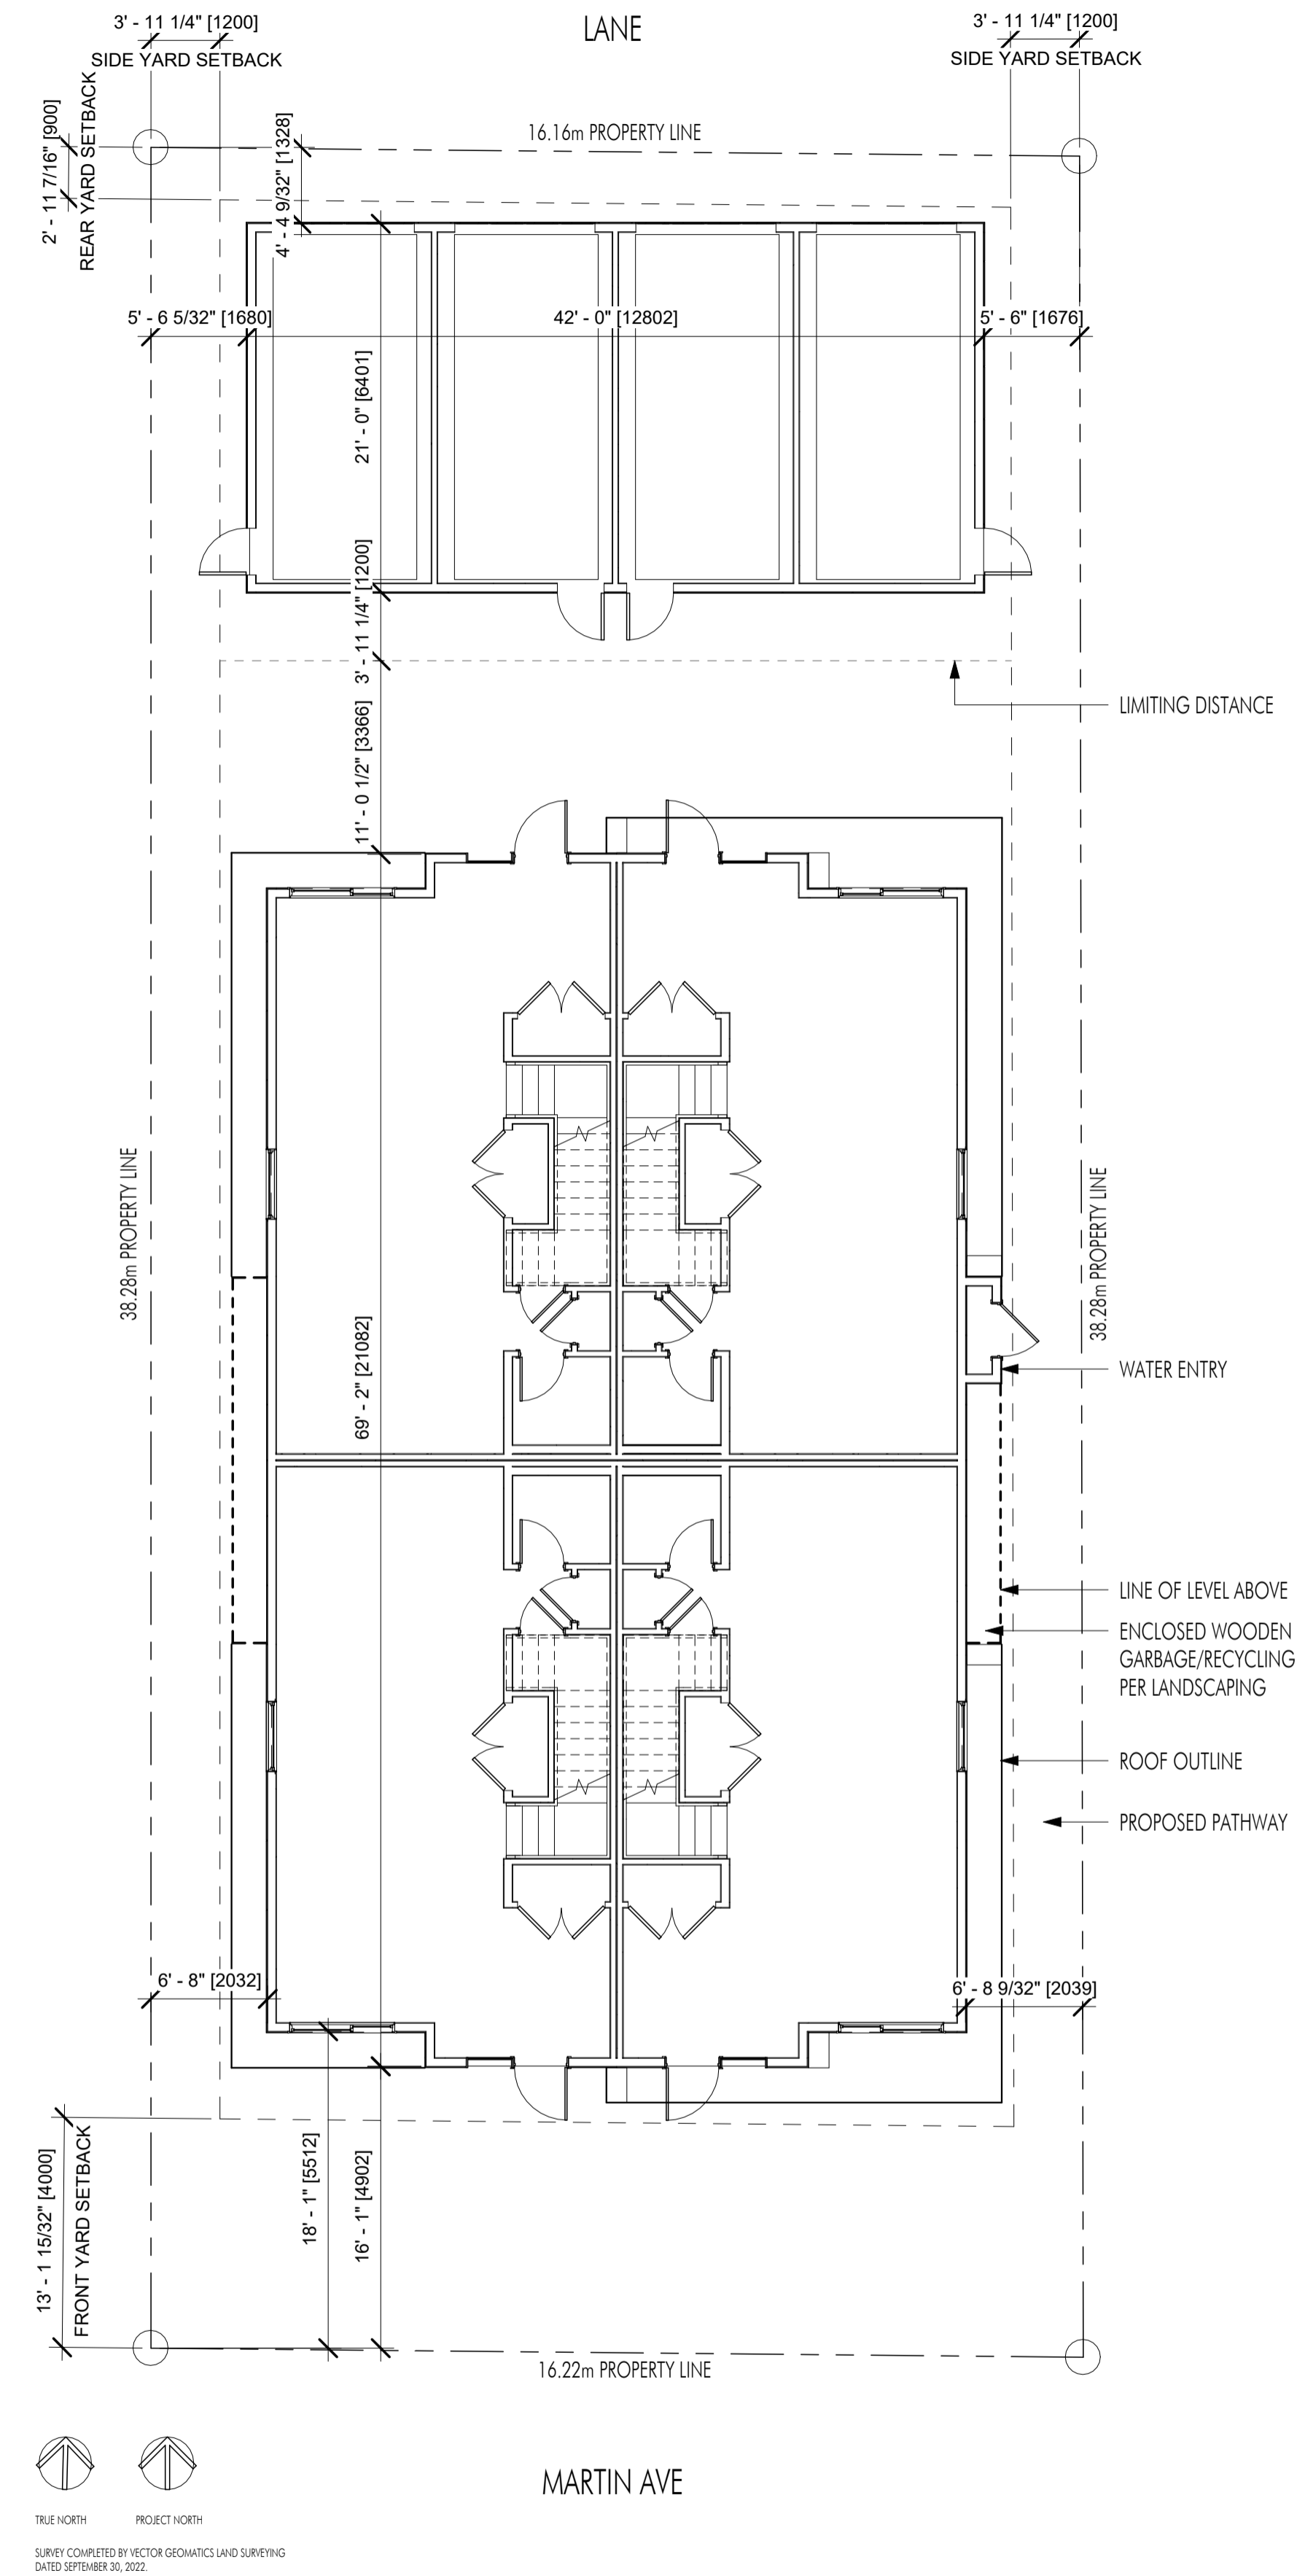 LANE
3' - 11 1/4" [1200]
SIDE YARD SETBACK
3' - 11 1/4" [1200]
SIDE YARD SETBACK
2' - 11 7/16" [900]
REAR YARD SETBACK
4' - 4 9/32" [1328]
16.16m PROPERTY LINE
5' - 6 5/32" [1680]
42' - 0" [12802]
5' - 6" [1676]
21' - 0" [6401]
3' - 11 1/4" [1200]
LIMITING DISTANCE
11' - 0 1/2" [3366]
38.28m PROPERTY LINE
38.28m PROPERTY LINE
69' - 2" [21082]
WATER ENTRY
LINE OF LEVEL ABOVE
ENCLOSED WOODEN
GARBAGE/RECYCLING
PER LANDSCAPING
ROOF OUTLINE
PROPOSED PATHWAY
6' - 8" [2032]
6' - 8 9/32" [2039]
13' - 1 15/32" [4000]
FRONT YARD SETBACK
18' - 1" [5512]
16' - 1" [4902]
16.22m PROPERTY LINE
MARTIN AVE
TRUE NORTH
PROJECT NORTH
SURVEY COMPLETED BY VECTOR GEOMATICS LAND SURVEYING
DATED SEPTEMBER 30, 2022.